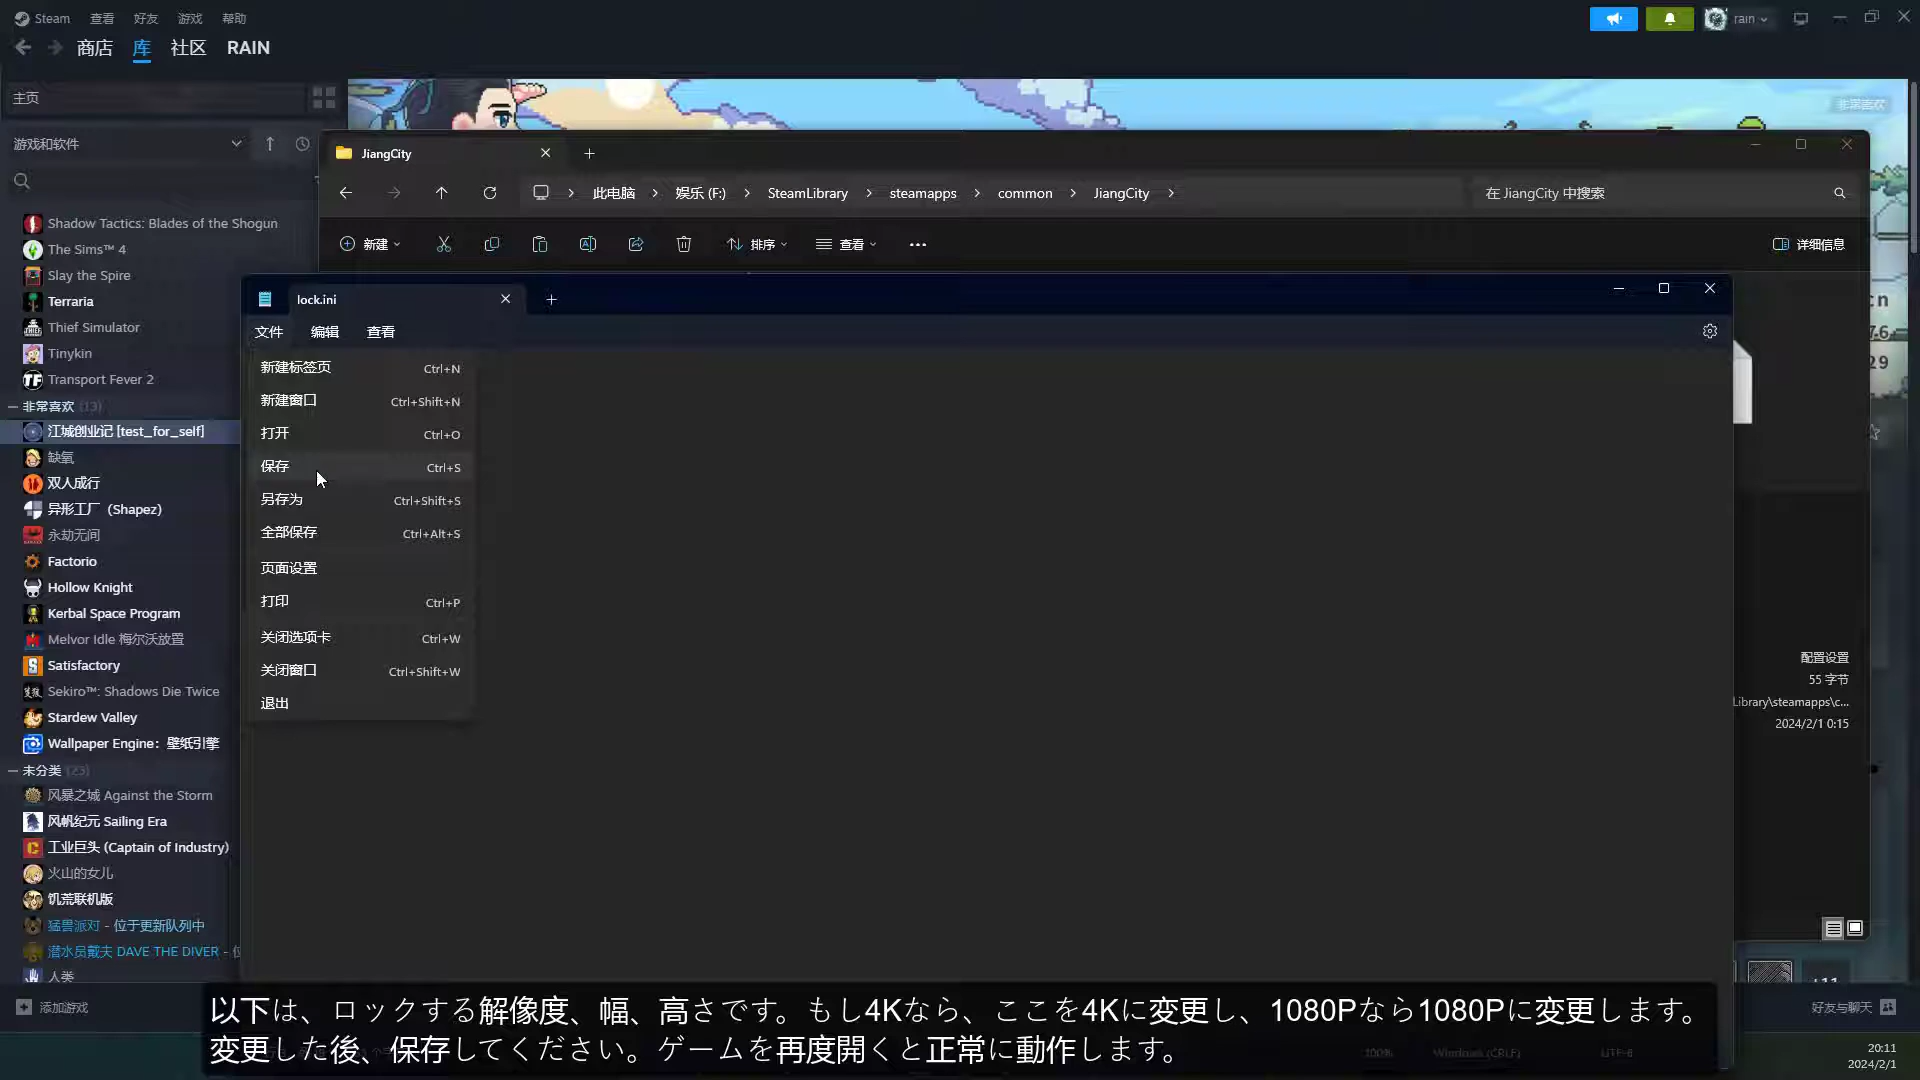 Steam 查看 好友 游戏 帮助
rain
商店 库 社区 RAIN
主页
非常喜欢
游戏和软件
JiangCity
此电脑 娱乐 (F:) SteamLibrary steamapps common JiangCity
在 JiangCity 中搜索
新建
排序
查看
详细信息
Shadow Tactics: Blades of the Shogun
The Sims™ 4
Slay the Spire
Terraria
Thief Simulator
Tinykin
Transport Fever 2
非常喜欢 (13)
江城创业记 [test_for_self]
缺氧
双人成行
异形工厂（Shapez）
永劫无间
Factorio
Hollow Knight
Kerbal Space Program
Melvor Idle 梅尔沃放置
Satisfactory
Sekiro™: Shadows Die Twice
Stardew Valley
Wallpaper Engine：壁纸引擎
未分类 (23)
风暴之城 Against the Storm
风帆纪元 Sailing Era
工业巨头 (Captain of Industry)
火山的女儿
饥荒联机版
猛兽派对 - 位于更新队列中
潜水员戴夫 DAVE THE DIVER - 位
人类
添加游戏
lock.ini
文件 编辑 查看
新建标签页 Ctrl+N
新建窗口 Ctrl+Shift+N
打开 Ctrl+O
保存 Ctrl+S
另存为 Ctrl+Shift+S
全部保存 Ctrl+Alt+S
页面设置
打印 Ctrl+P
关闭选项卡 Ctrl+W
关闭窗口 Ctrl+Shift+W
退出
cn
76
29
配置设置
55 字节
Library\steamapps\c...
2024/2/1 0:15
好友与聊天
以下は、ロックする解像度、幅、高さです。もし4Kなら、ここを4Kに変更し、1080Pなら1080Pに変更します。
変更した後、保存してください。ゲームを再度開くと正常に動作します。
100% Windows (CRLF) UTF-8
20:11
2024/2/1